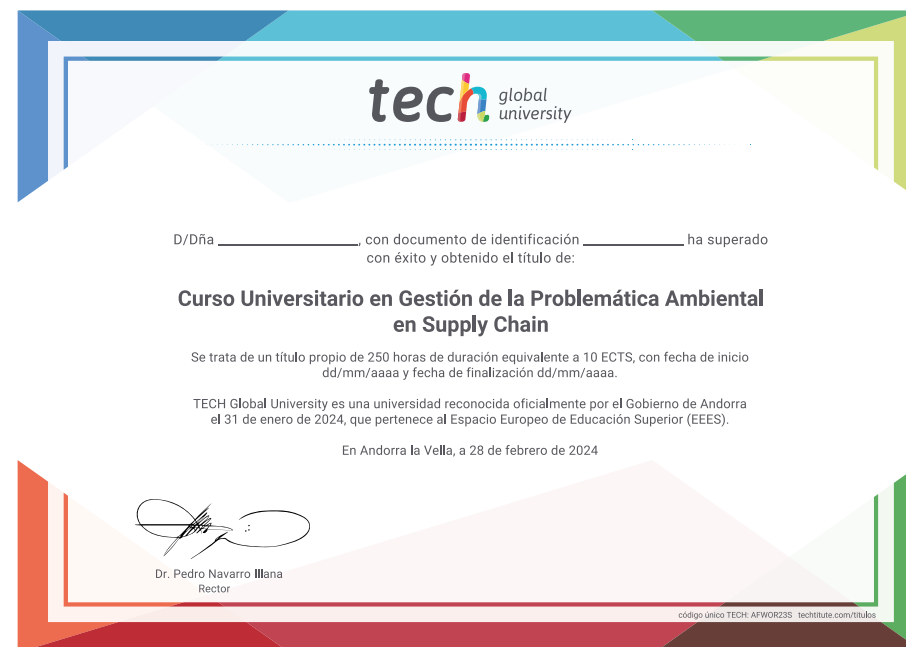 tech global university
D/Dña ______________, con documento de identificación __________ ha superado
con éxito y obtenido el título de:
Curso Universitario en Gestión de la Problemática Ambiental
en Supply Chain
Se trata de un título propio de 250 horas de duración equivalente a 10 ECTS, con fecha de inicio
dd/mm/aaaa y fecha de finalización dd/mm/aaaa.
TECH Global University es una universidad reconocida oficialmente por el Gobierno de Andorra
el 31 de enero de 2024, que pertenece al Espacio Europeo de Educación Superior (EEES).
En Andorra la Vella, a 28 de febrero de 2024
Dr. Pedro Navarro Illana
Rector
código único TECH: AFWOR23S techtitute.com/titulos